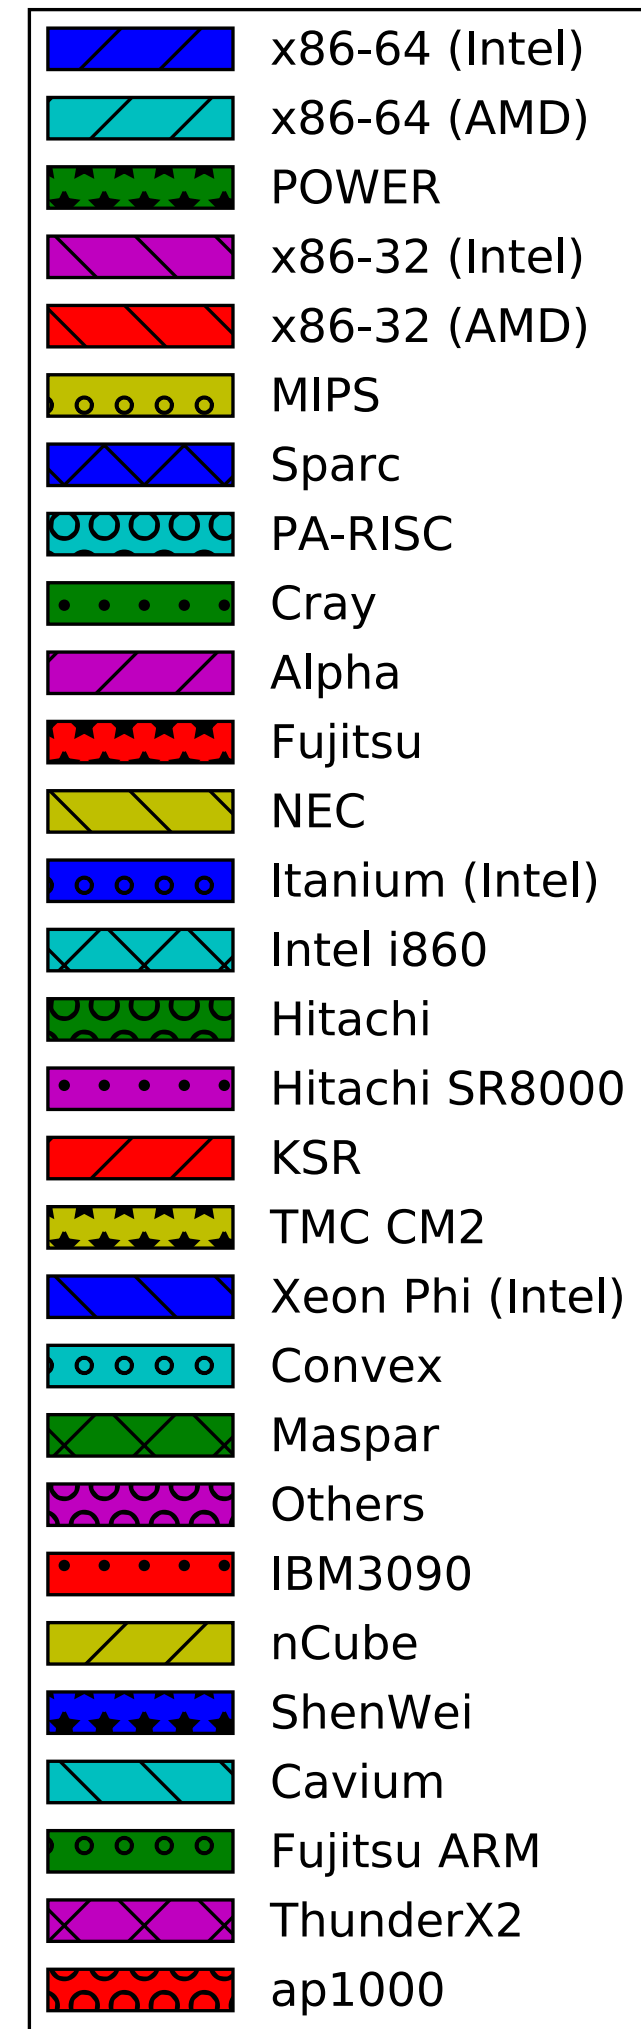 x86-64 (Intel)
x86-64 (AMD)
POWER
x86-32 (Intel)
x86-32 (AMD)
MIPS
Sparc
PA-RISC
Cray
Alpha
Fujitsu
NEC
Itanium (Intel)
Intel i860
Hitachi
Hitachi SR8000
KSR
TMC CM2
Xeon Phi (Intel)
Convex
Maspar
Others
IBM3090
nCube
ShenWei
Cavium
Fujitsu ARM
ThunderX2
ap1000